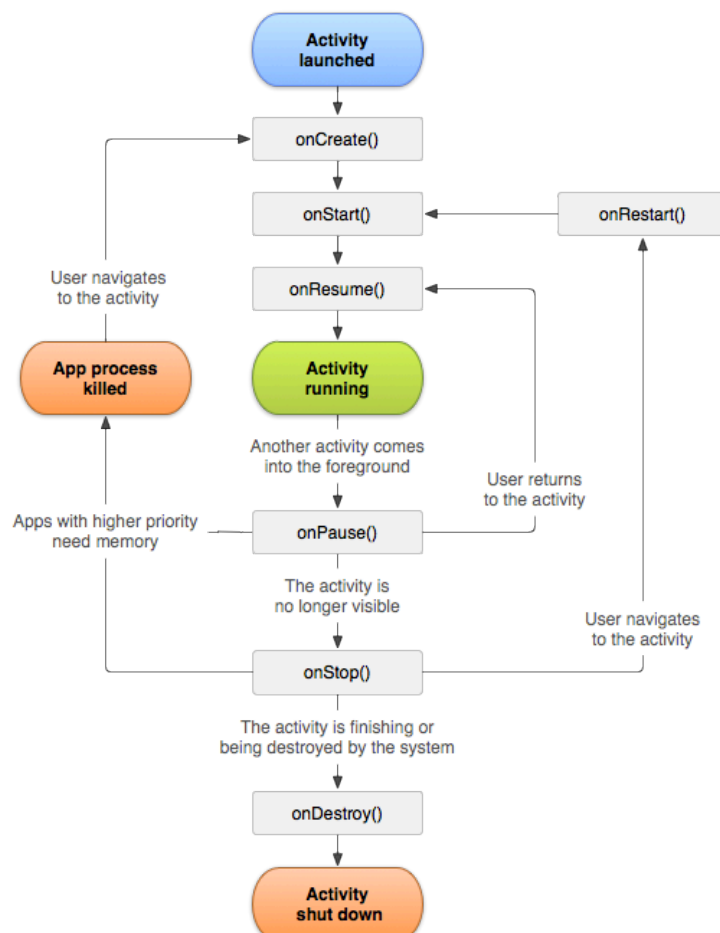 Activity
launched
onCreate()
onStart()
onRestart()
User navigates
to the activity
onResume()
App process
killed
Activity
running
Another activity comes
into the foreground
User returns
to the activity
Apps with higher priority
need memory
onPause()
The activity is
no longer visible
User navigates
to the activity
onStop()
The activity is finishing or
being destroyed by the system
onDestroy()
Activity
shut down